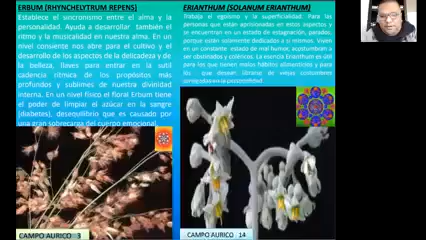 ERBUM [RHYNCHELYTRUM REPENS]
Establece el sincronismo entre el alma y la
personalidad. Ayuda a desarrollar también el
ritmo y la musicalidad en nuestra alma. En un
nivel consiente nos abre para el cultivo y el
desarrollo de los aspectos de la delicadeza y de
la belleza, lleves para entrar en la sutil
cadencia rítmica de los propósitos más
profundos y sublimes de nuestra divinidad
interna. En un nivel físico el floral Erbum tiene
el poder de limpiar el azúcar en la sangre
(diabetes), desequilibrio que es causado por
una gran sobrecarga del cuerpo emocional.
CAMPO AURICO 3
ERIANTHUM (SOLANUM ERIANTHUM)
Trabaja el egoísmo y la superficialidad. Para las
personas que están aprisionadas en estos aspectos y
se encuentran en un estado de estagnación, parados,
porque están solamente dedicados a sí mismos. Viven
en un constante estado de mal humor, acostumbran a
ser obstinados y coléricos. La esencia Erianthum es útil
para los que tienen malos hábitos alimenticios y para
los que desean librarse de viejas costumbres
arraigadas en la personalidad.
CAMPO AURICO 14